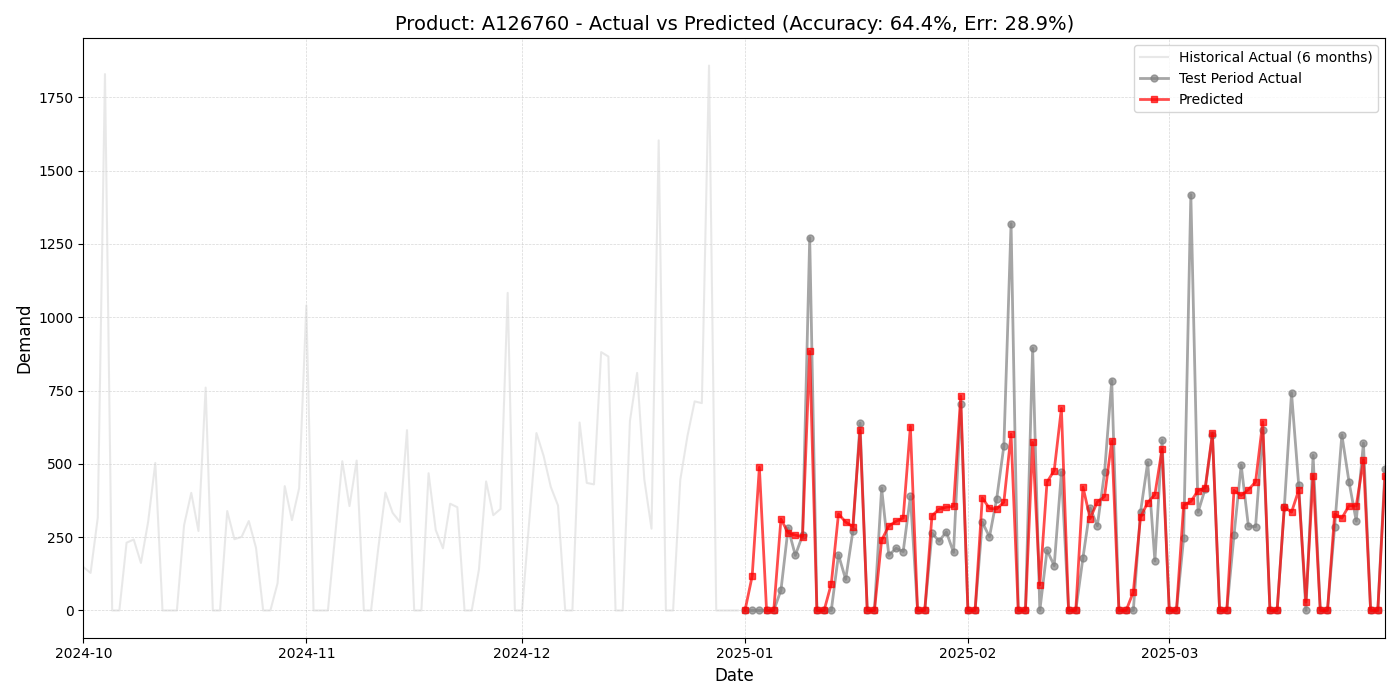 Product: A126760 - Actual vs Predicted (Accuracy: 64.4%, Err: 28.9%)
Historical Actual (6 months)
Test Period Actual
Predicted
1750
1500
1250
1000
750
500
250
0
Demand
2024-10
2024-11
2024-12
2025-01
2025-02
2025-03
Date